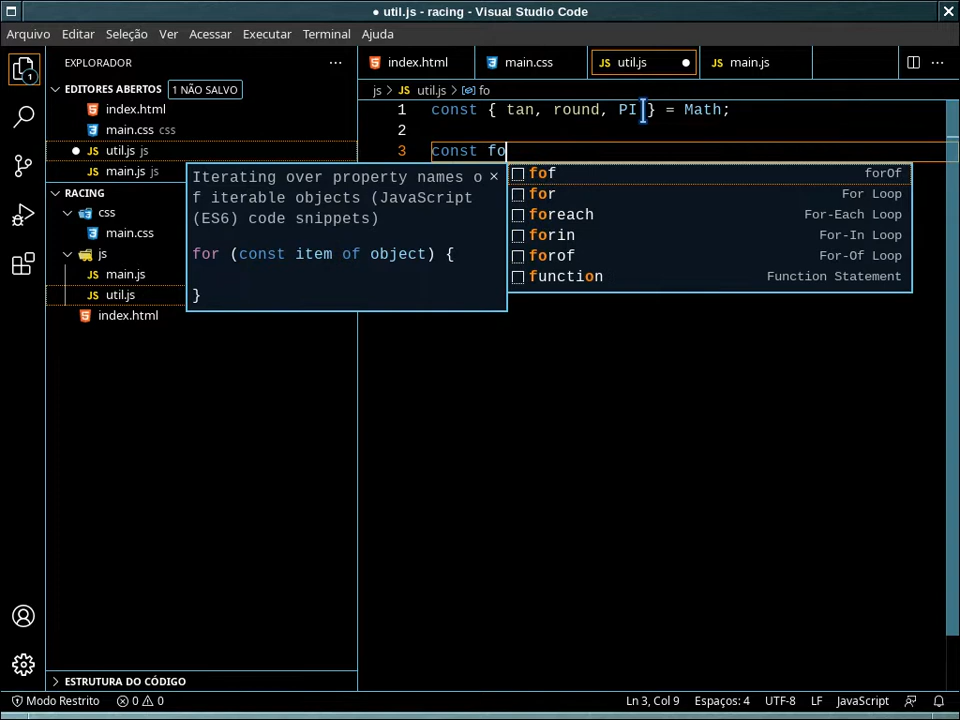 ● util.js - racing - Visual Studio Code
Arquivo Editar Seleção Ver Acessar Executar Terminal Ajuda
EXPLORADOR
index.html main.css util.js main.js
EDITORES ABERTOS 1 NÃO SALVO
index.html
main.css css
util.js js
main.js js
RACING
css
main.css
js
main.js
util.js
index.html
ESTRUTURA DO CÓDIGO
js > JS util.js > fo
1 const { tan, round, PI } = Math;
2
3 const fo
Iterating over property names o
f iterable objects (JavaScript
(ES6) code snippets)
for (const item of object) {
}
fof forOf
for For Loop
foreach For-Each Loop
forin For-In Loop
forof For-Of Loop
function Function Statement
Modo Restrito 0 0 Ln 3, Col 9 Espaços: 4 UTF-8 LF JavaScript